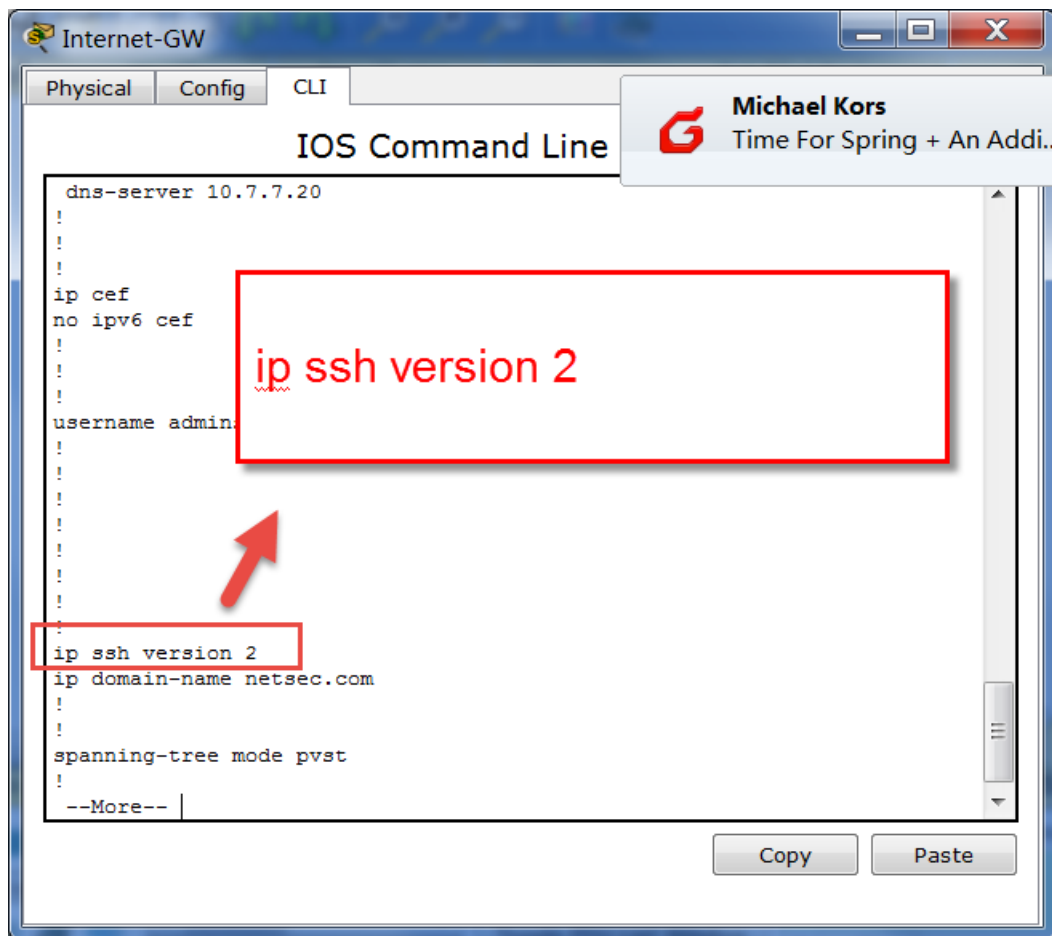 Internet-GW
Physical Config CLI
Michael Kors
Time For Spring + An Addi..
IOS Command Line
dns-server 10.7.7.20
!
!
!
ip cef
no ipv6 cef
!
!
!
username admin
!
!
!
!
!
!
!
!
ip ssh version 2
ip domain-name netsec.com
!
!
spanning-tree mode pvst
!
--More--
ip ssh version 2
Copy Paste